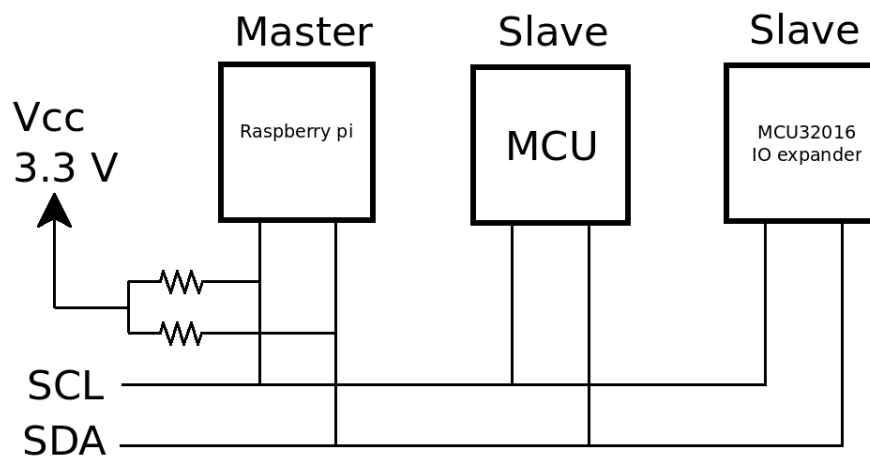 Master
Slave
Slave
Vcc
3.3 V
Raspberry pi
MCU
MCU32016
IO expander
SCL
SDA